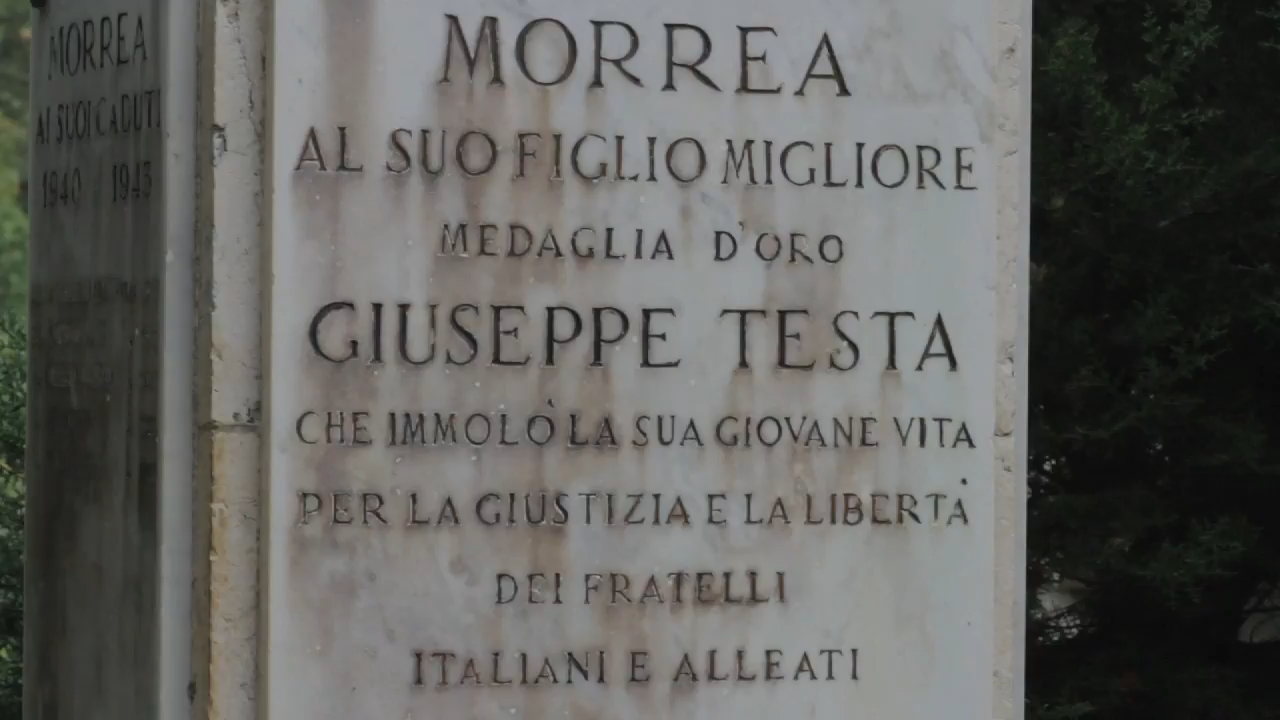 MORREA
AI SUOI CADUTI
1940 1945
MORREA
AL SUO FIGLIO MIGLIORE
MEDAGLIA D'ORO
GIUSEPPE TESTA
CHE IMMOLÒ LA SUA GIOVANE VITA
PER LA GIUSTIZIA E LA LIBERTÀ
DEI FRATELLI
ITALIANI E ALLEATI